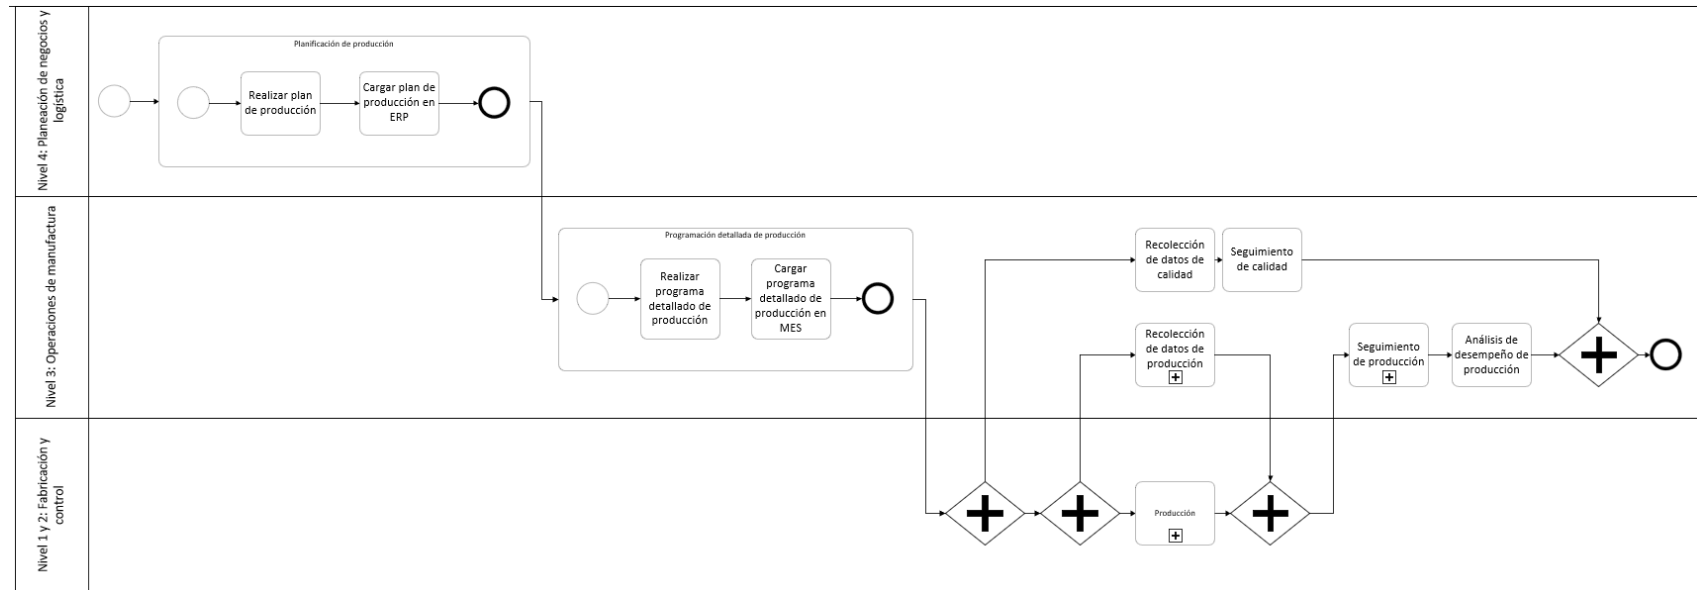 Nivel 4: Planeación de negocios y
logística
Planificación de producción
Realizar plan
de producción
Cargar plan de
producción en
ERP
Nivel 3: Operaciones de manufactura
Programación detallada de producción
Realizar
programa
detallado de
producción
Cargar
programa
detallado de
producción en
MES
Recolección
de datos de
calidad
Seguimiento
de calidad
Recolección
de datos de
producción
Seguimiento
de producción
Análisis de
desempeño de
producción
Nivel 1 y 2: Fabricación y
control
Producción